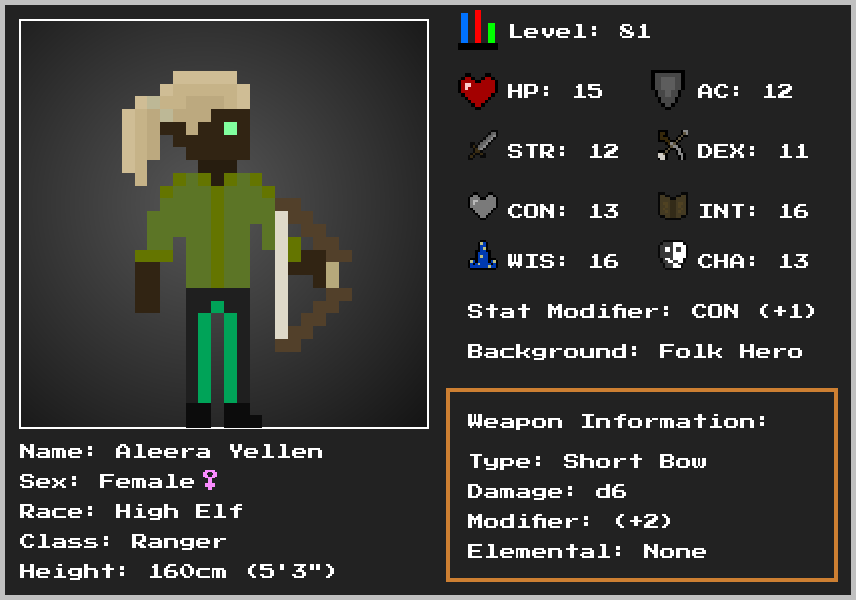 Level: 81
HP: 15 AC: 12
STR: 12 DEX: 11
CON: 13 INT: 16
WIS: 16 CHA: 13
Stat Modifier: CON (+1)
Background: Folk Hero
Weapon Information:
Type: Short Bow
Damage: d6
Modifier: (+2)
Elemental: None
Name: Aleera Yellen
Sex: Female♀
Race: High Elf
Class: Ranger
Height: 160cm (5'3")